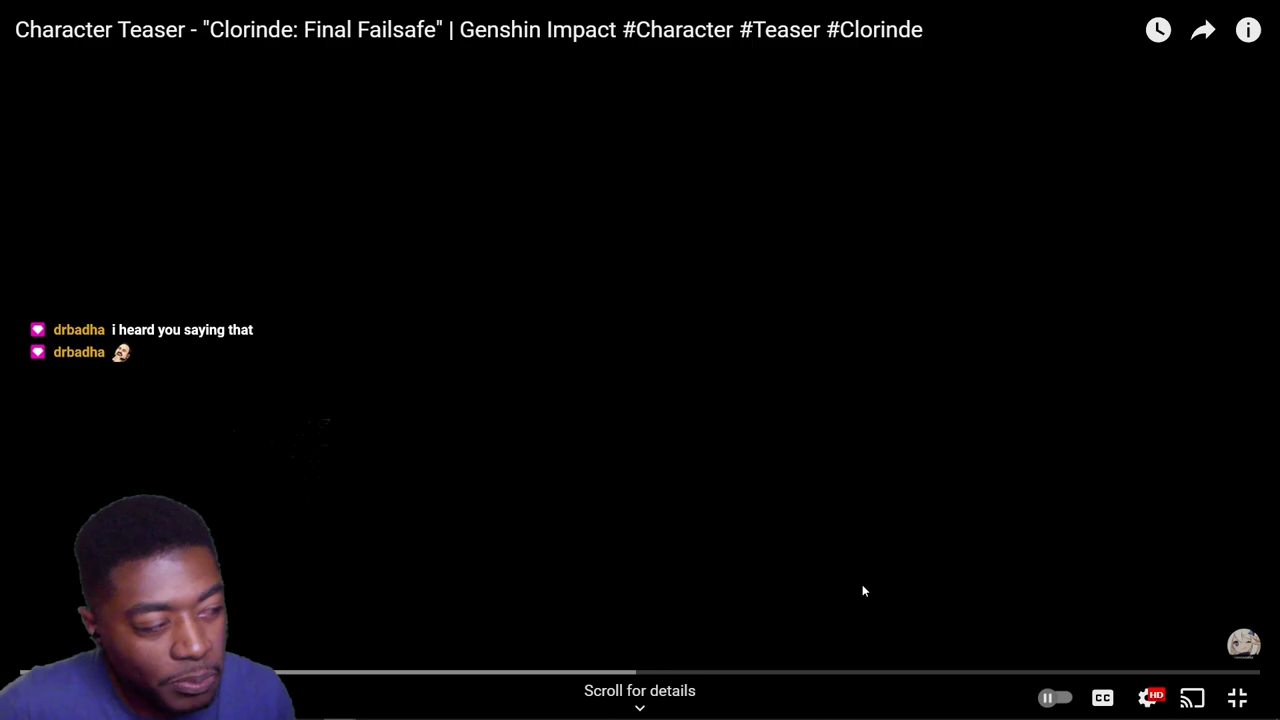 Character Teaser - "Clorinde: Final Failsafe" | Genshin Impact #Character #Teaser #Clorinde
drbadha i heard you saying that
drbadha
Scroll for details
CC
HD